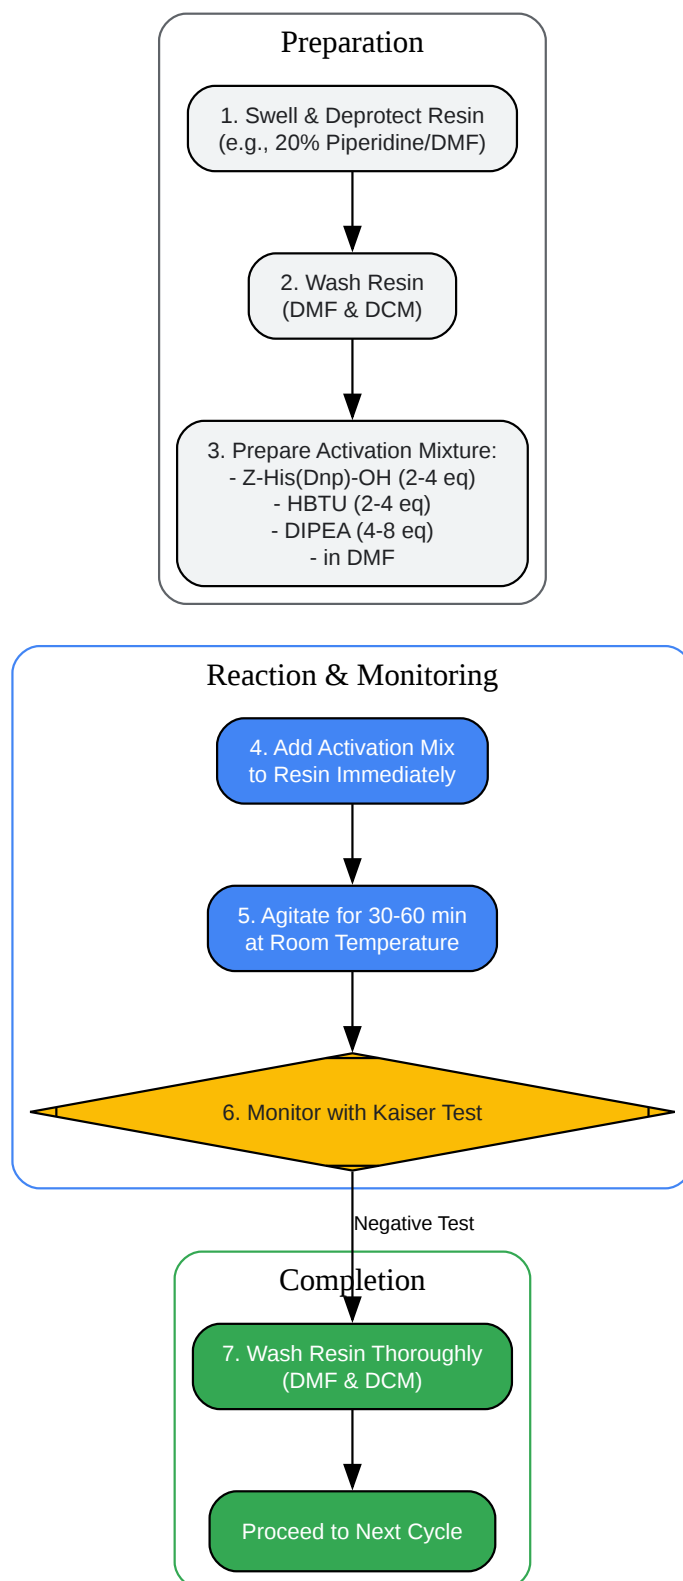 Preparation
1. Swell & Deprotect Resin
(e.g., 20% Piperidine/DMF)
2. Wash Resin
(DMF & DCM)
3. Prepare Activation Mixture:
- Z-His(Dnp)-OH (2-4 eq)
- HBTU (2-4 eq)
- DIPEA (4-8 eq)
- in DMF
Reaction & Monitoring
4. Add Activation Mix
to Resin Immediately
5. Agitate for 30-60 min
at Room Temperature
6. Monitor with Kaiser Test
Negative Test
Completion
7. Wash Resin Thoroughly
(DMF & DCM)
Proceed to Next Cycle